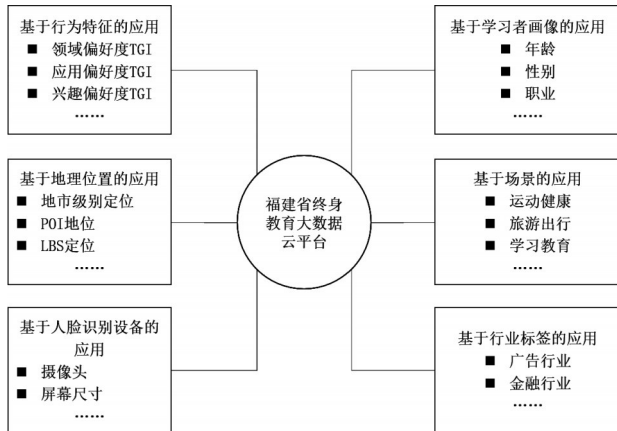 基于行为特征的应用
■ 领域偏好度TGI
■ 应用偏好度TGI
■ 兴趣偏好度TGI
……
基于地理位置的应用
■ 地市级别定位
■ POI地位
■ LBS定位
……
基于人脸识别设备的
应用
■ 摄像头
■ 屏幕尺寸
……
福建省终身
教育大数据
云平台
基于学习者画像的应用
■ 年龄
■ 性别
■ 职业
……
基于场景的应用
■ 运动健康
■ 旅游出行
■ 学习教育
……
基于行业标签的应用
■ 广告行业
■ 金融行业
……